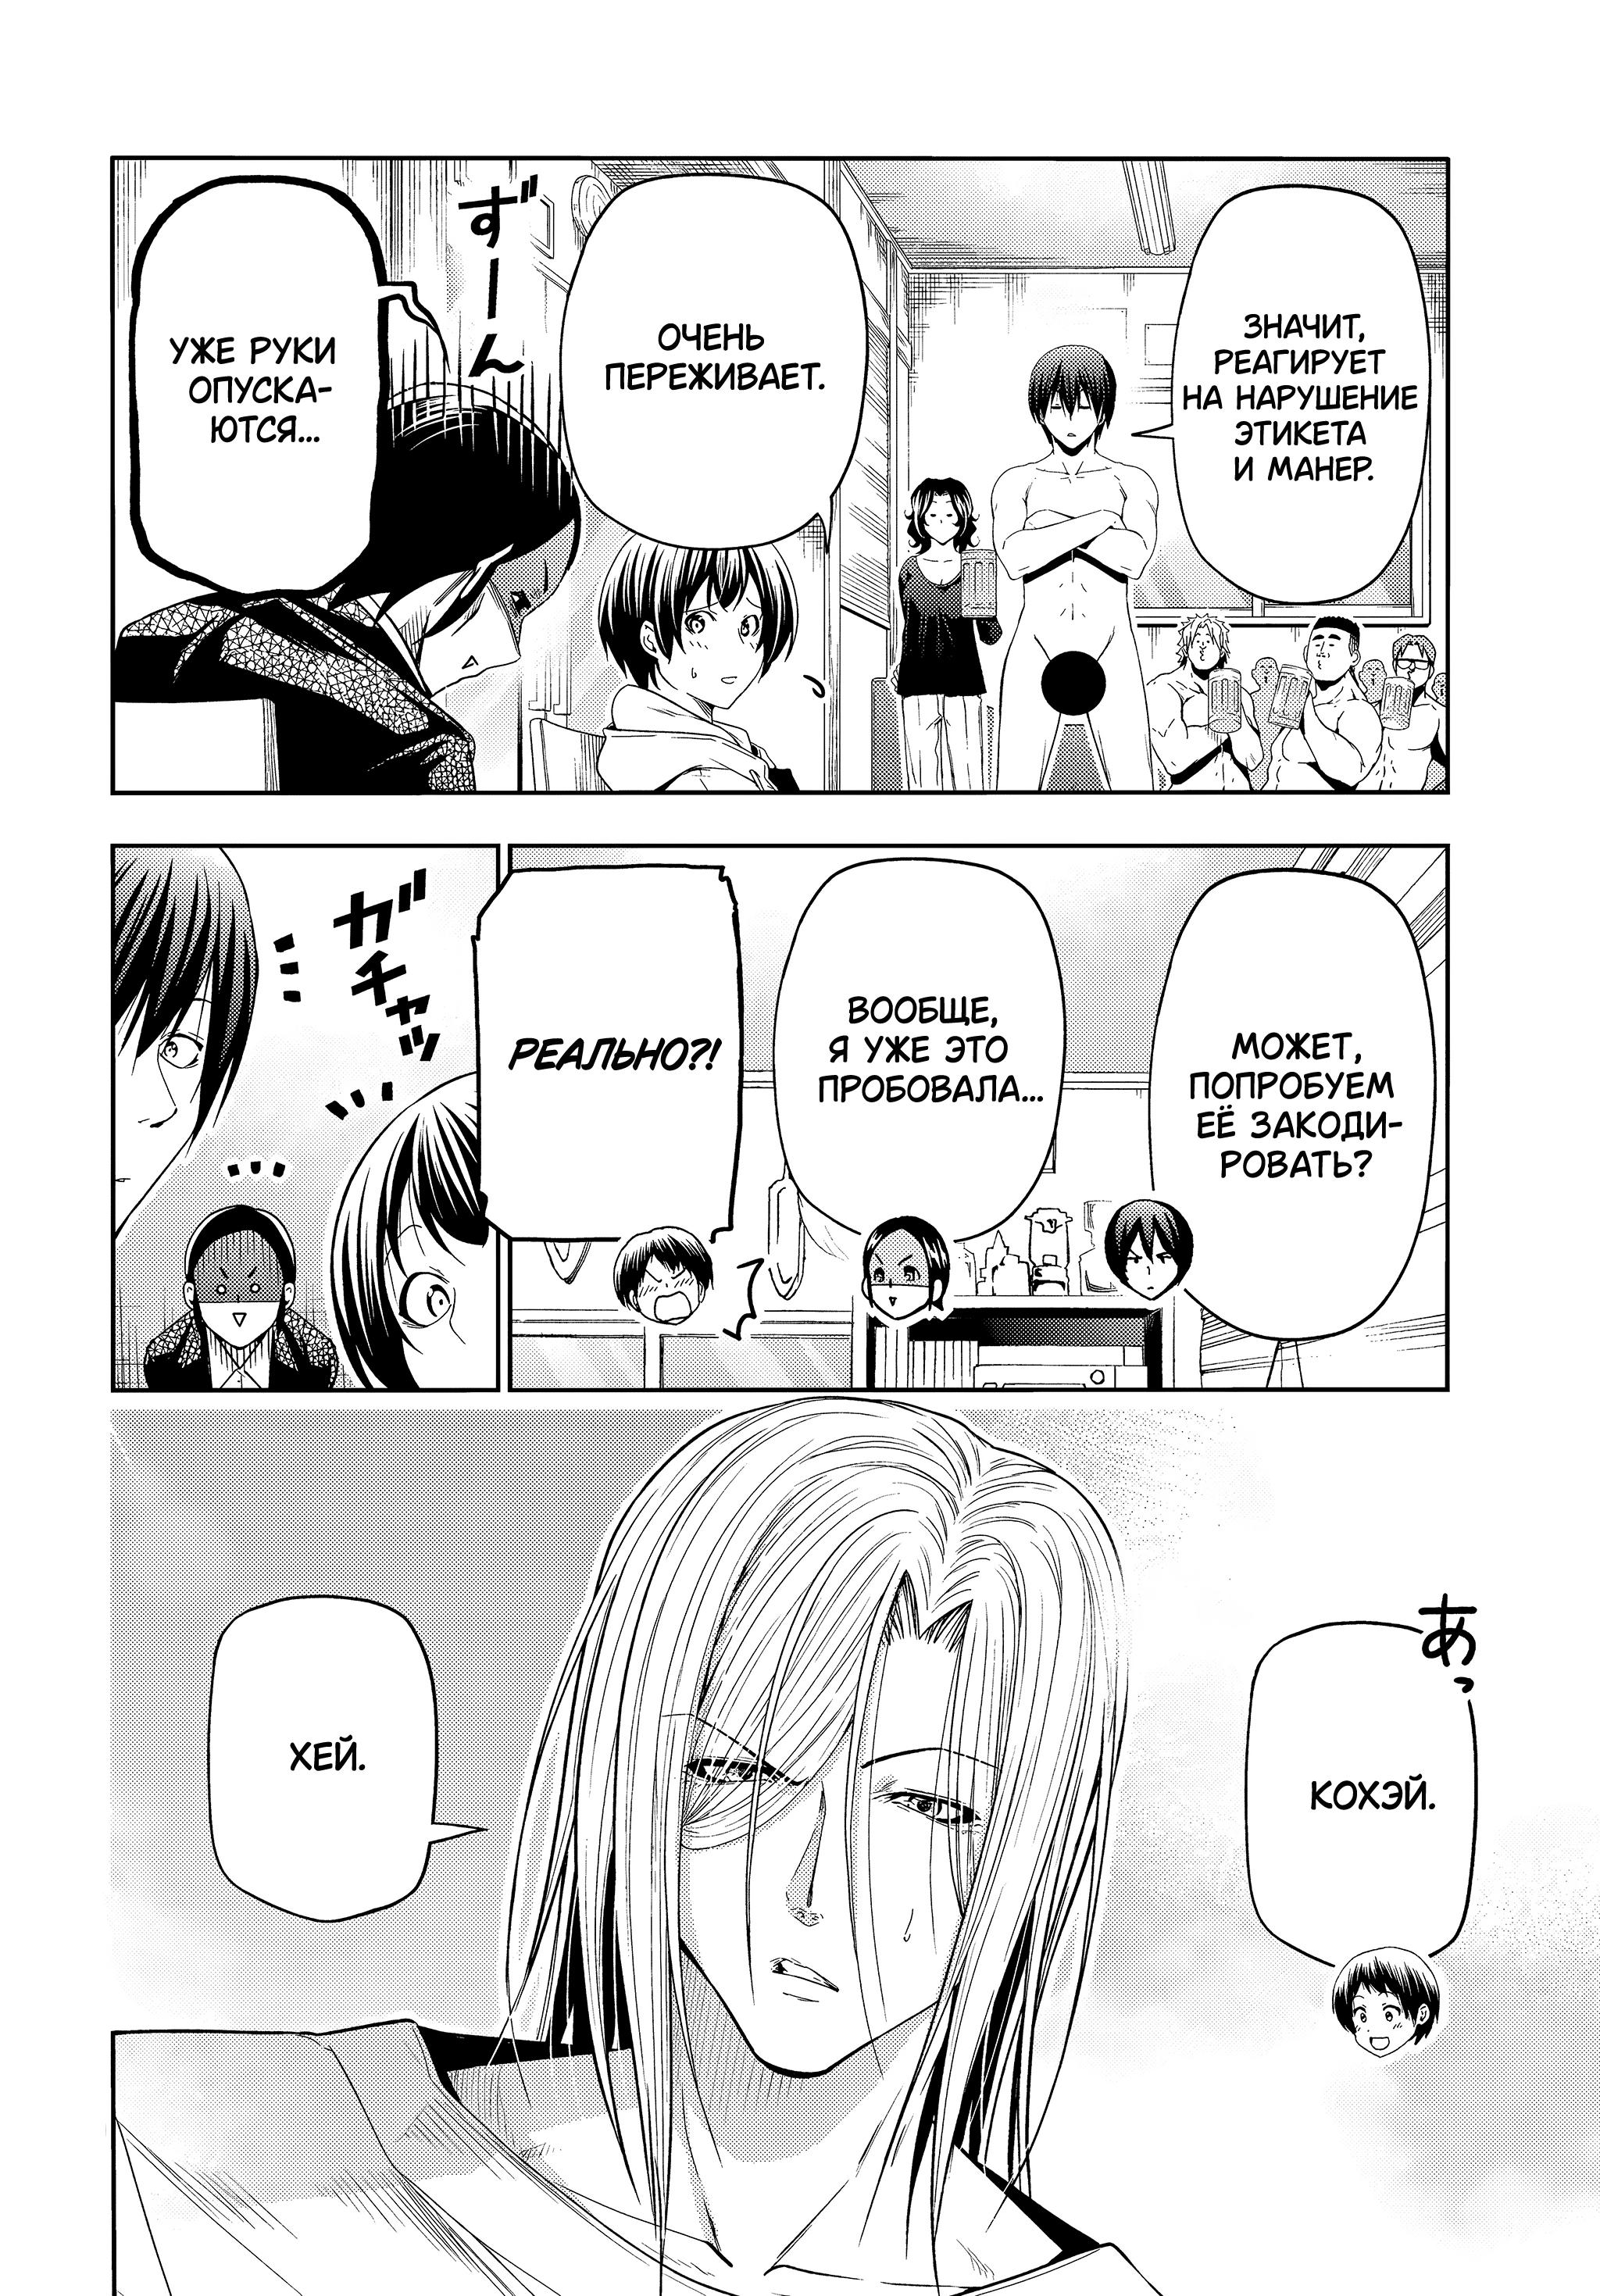 ЗНАЧИТ,
РЕАГИРУЕТ
НА НАРУШЕНИЕ
ЭТИКЕТА
И МАНЕР.
ОЧЕНЬ
ПЕРЕЖИВАЕТ.
ずーん
УЖЕ РУКИ
ОПУСКА-
ЮТСЯ...
МОЖЕТ,
ПОПРОБУЕМ
ЕЁ ЗАКОДИ-
РОВАТЬ?
ВООБЩЕ,
Я УЖЕ ЭТО
ПРОБОВАЛА...
РЕАЛЬНО?!
ガチャッ
あっ
КОХЭЙ.
ХЕЙ.